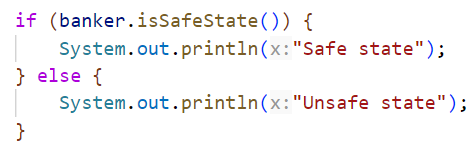 if (banker.isSafeState()) {
    System.out.println(x:"Safe state");
} else {
    System.out.println(x:"Unsafe state");
}